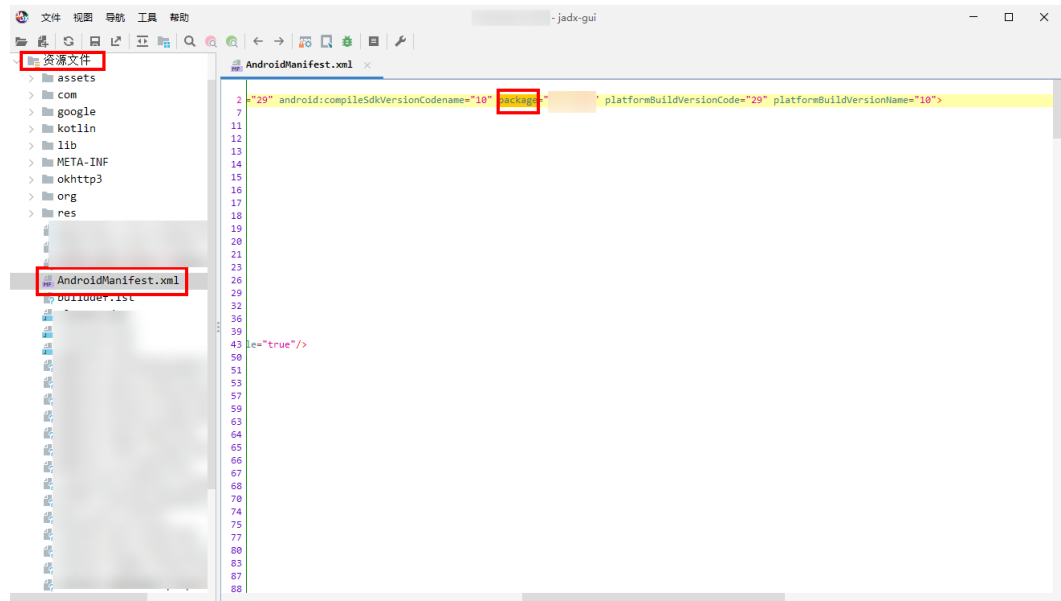 文件 视图 导航 工具 帮助
- jadx-gui
资源文件
assets
com
google
kotlin
lib
META-INF
okhttp3
org
res
AndroidManifest.xml
builddef.lst
AndroidManifest.xml
2 ="29" android:compileSdkVersionCodename="10" package=" " platformBuildVersionCode="29" platformBuildVersionName="10">
7
11
12
13
14
15
16
17
18
19
20
21
23
26
29
32
36
39
43 le="true"/>
50
51
53
57
59
63
64
65
66
67
68
70
74
75
77
80
83
87
88